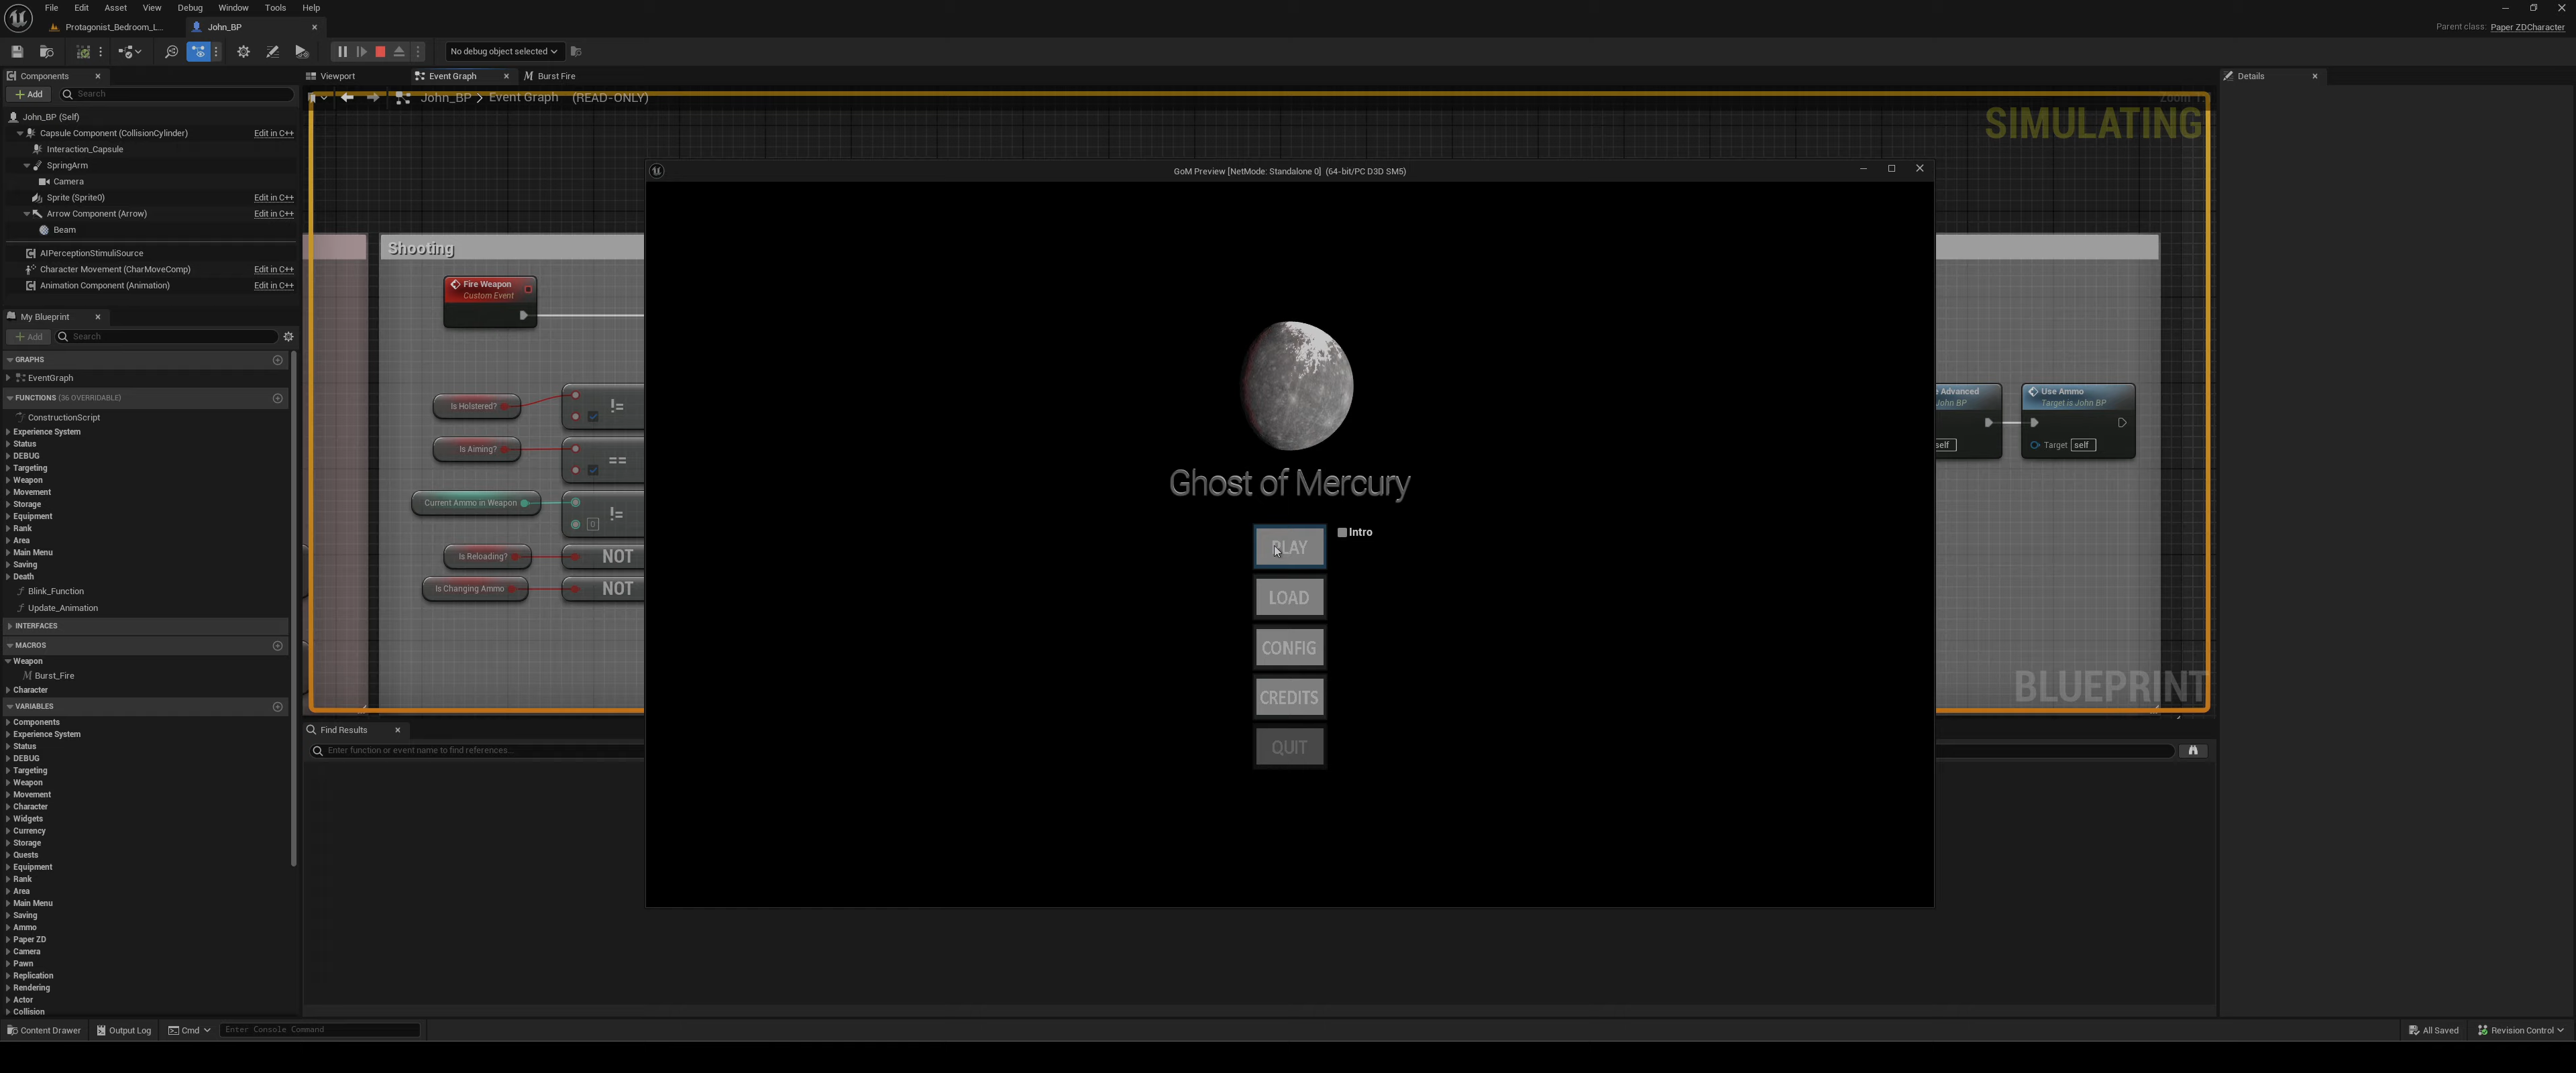 File Edit Asset View Debug Window Tools Help
Protagonist_Bedroom_L...
John_BP
Parent class: Paper ZDCharacter
No debug object selected
Components
Add
Search
John_BP (Self)
Capsule Component (CollisionCylinder) Edit in C++
Interaction_Capsule
SpringArm
Camera
Sprite (Sprite0) Edit in C++
Arrow Component (Arrow) Edit in C++
Beam
AIPerceptionStimuliSource
Character Movement (CharMoveComp) Edit in C++
Animation Component (Animation) Edit in C++
My Blueprint
Add
Search
GRAPHS
EventGraph
FUNCTIONS (36 OVERRIDABLE)
ConstructionScript
Experience System
Status
DEBUG
Targeting
Weapon
Movement
Storage
Equipment
Rank
Area
Main Menu
Saving
Death
Blink_Function
Update_Animation
INTERFACES
MACROS
Weapon
Burst_Fire
Character
VARIABLES
Components
Experience System
Status
DEBUG
Targeting
Weapon
Movement
Character
Widgets
Currency
Storage
Quests
Equipment
Rank
Area
Main Menu
Saving
Ammo
Paper ZD
Camera
Pawn
Replication
Rendering
Actor
Collision
Viewport
Event Graph
Burst Fire
John_BP > Event Graph (READ-ONLY)
Zoom
SIMULATING
Shooting
Fire Weapon
Custom Event
Is Holstered?
!=
Is Aiming?
==
Current Ammo in Weapon
!=
0
Is Reloading?
NOT
Is Changing Ammo
NOT
GoM Preview [NetMode: Standalone 0] (64-bit/PC D3D SM5)
Ghost of Mercury
PLAY
Intro
LOAD
CONFIG
CREDITS
QUIT
e Advanced
John BP
self
Use Ammo
Target is John BP
Target self
BLUEPRINT
Find Results
Enter function or event name to find references...
Details
Content Drawer
Output Log
Cmd
Enter Console Command
All Saved
Revision Control